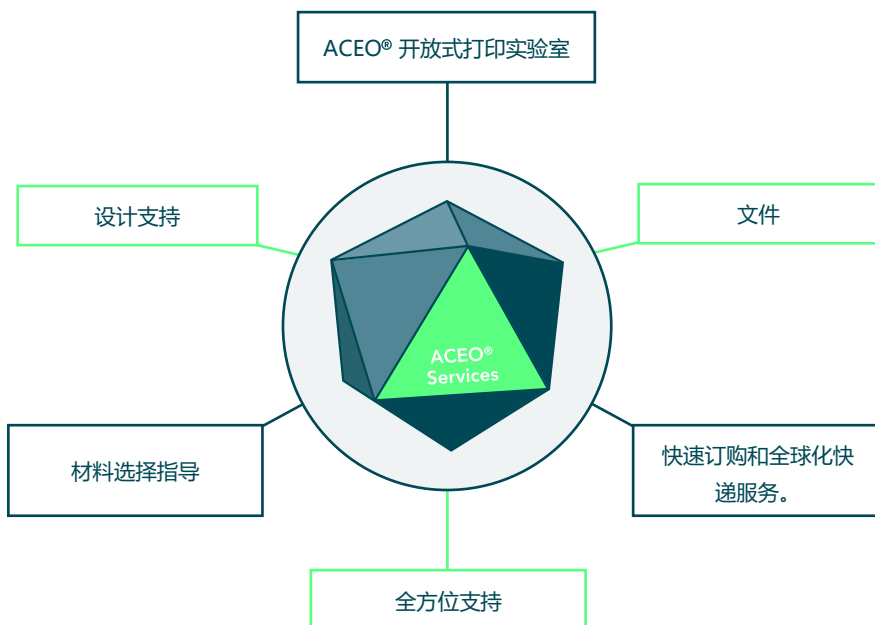 ACEO® 开放式打印实验室
设计支持
文件
ACEO®
Services
材料选择指导
快速订购和全球化快
递服务。
全方位支持